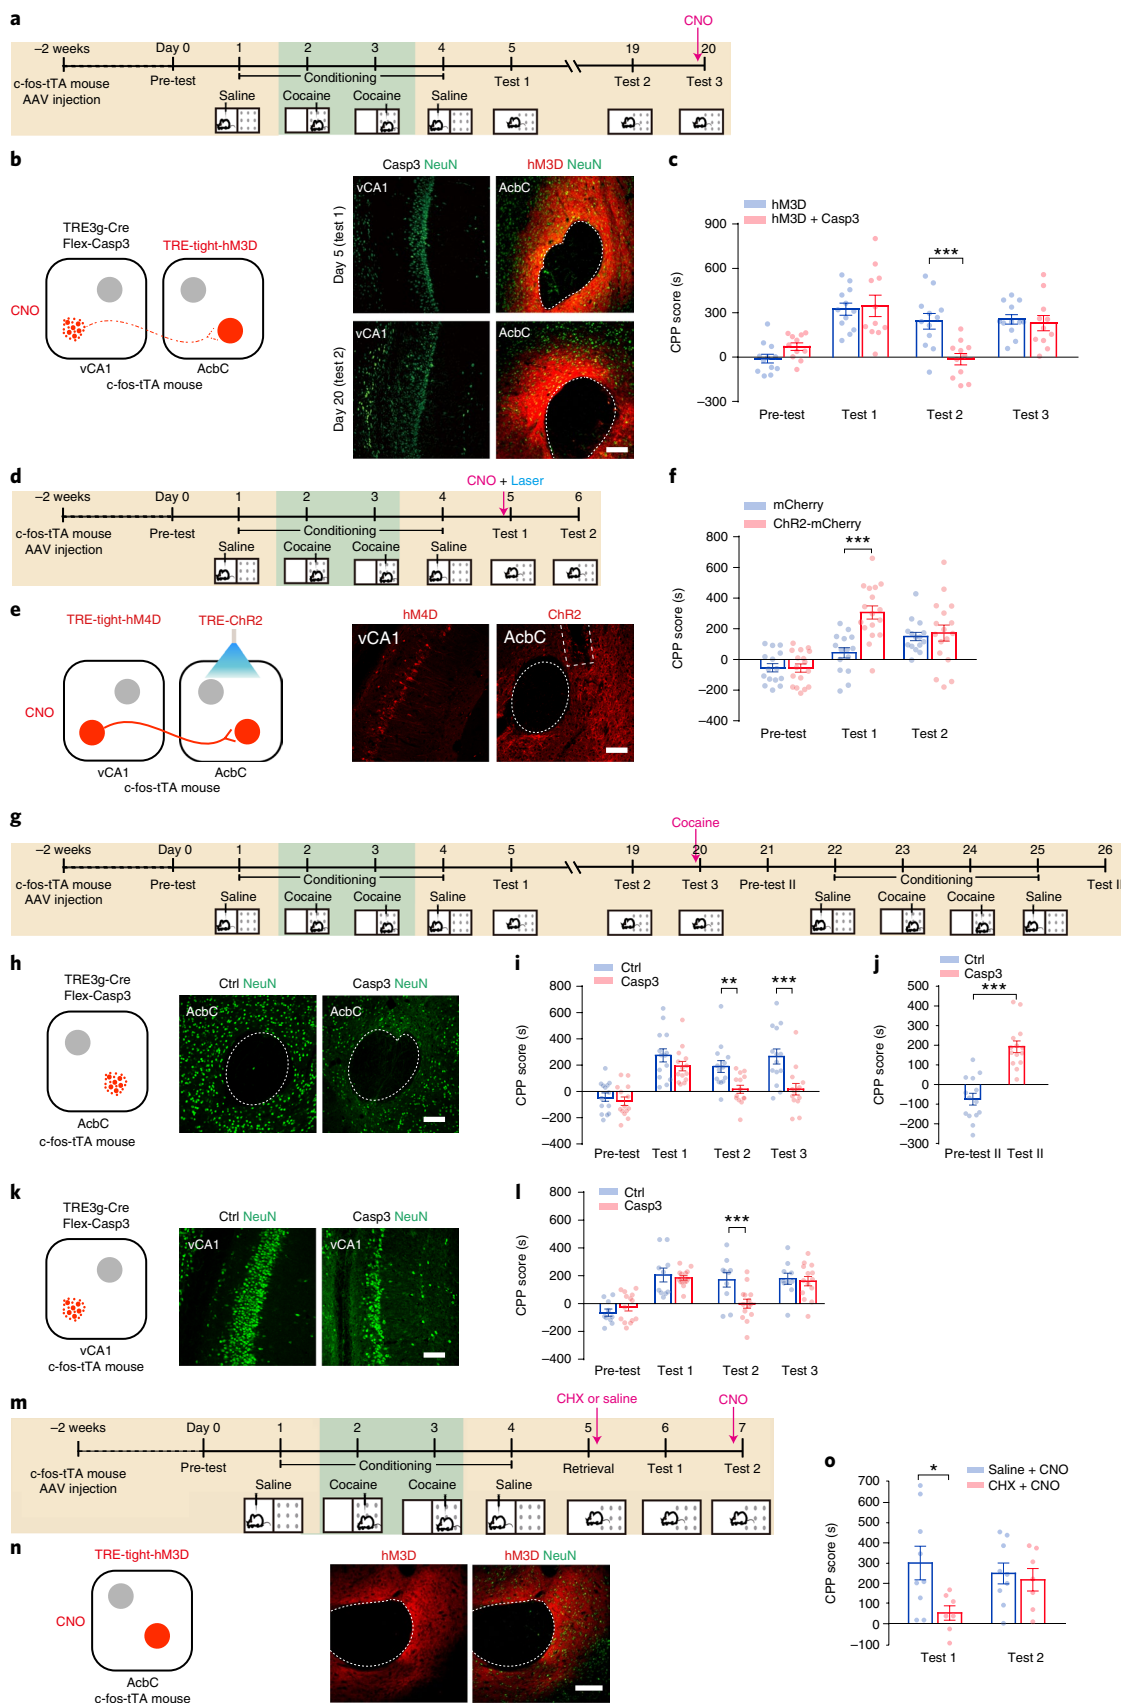 a
CNO
–2 weeks Day 0 1 2 3 4 5 19 20
c-fos-tTA mouse
AAV injection
Pre-test Conditioning Test 1 Test 2 Test 3
Saline Cocaine Cocaine Saline
b
TRE3g-Cre
Flex-Casp3
TRE-tight-hM3D
CNO
vCA1 AcbC
c-fos-tTA mouse
Casp3 NeuN hM3D NeuN
Day 5 (test 1)
vCA1 AcbC
Day 20 (test 2)
vCA1 AcbC
c
hM3D
hM3D + Casp3
CPP score (s)
900
600
300
0
–300
***
Pre-test Test 1 Test 2 Test 3
d
CNO + Laser
–2 weeks Day 0 1 2 3 4 5 6
c-fos-tTA mouse
AAV injection
Pre-test Conditioning Test 1 Test 2
Saline Cocaine Cocaine Saline
e
TRE-tight-hM4D TRE-ChR2
CNO
vCA1 AcbC
c-fos-tTA mouse
hM4D ChR2
vCA1 AcbC
f
mCherry
ChR2-mCherry
CPP score (s)
800
600
400
200
0
–200
–400
***
Pre-test Test 1 Test 2
g
Cocaine
–2 weeks Day 0 1 2 3 4 5 19 20 21 22 23 24 25 26
c-fos-tTA mouse
AAV injection
Pre-test Conditioning Test 1 Test 2 Test 3 Pre-test II Conditioning Test II
Saline Cocaine Cocaine Saline Saline Cocaine Cocaine Saline
h
TRE3g-Cre
Flex-Casp3
AcbC
c-fos-tTA mouse
Ctrl NeuN Casp3 NeuN
AcbC AcbC
i
Ctrl
Casp3
CPP score (s)
800
600
400
200
0
–200
–400
** ***
Pre-test Test 1 Test 2 Test 3
j
Ctrl
Casp3
CPP score (s)
500
400
300
200
100
0
–100
–200
–300
***
Pre-test II Test II
k
TRE3g-Cre
Flex-Casp3
vCA1
c-fos-tTA mouse
Ctrl NeuN Casp3 NeuN
vCA1 vCA1
l
Ctrl
Casp3
CPP score (s)
800
600
400
200
0
–200
–400
***
Pre-test Test 1 Test 2 Test 3
m
CHX or saline CNO
–2 weeks Day 0 1 2 3 4 5 6 7
c-fos-tTA mouse
AAV injection
Pre-test Conditioning Retrieval Test 1 Test 2
Saline Cocaine Cocaine Saline
n
TRE-tight-hM3D
CNO
AcbC
c-fos-tTA mouse
hM3D hM3D NeuN
o
Saline + CNO
CHX + CNO
CPP score (s)
700
600
500
400
300
200
100
0
–100
*
Test 1 Test 2